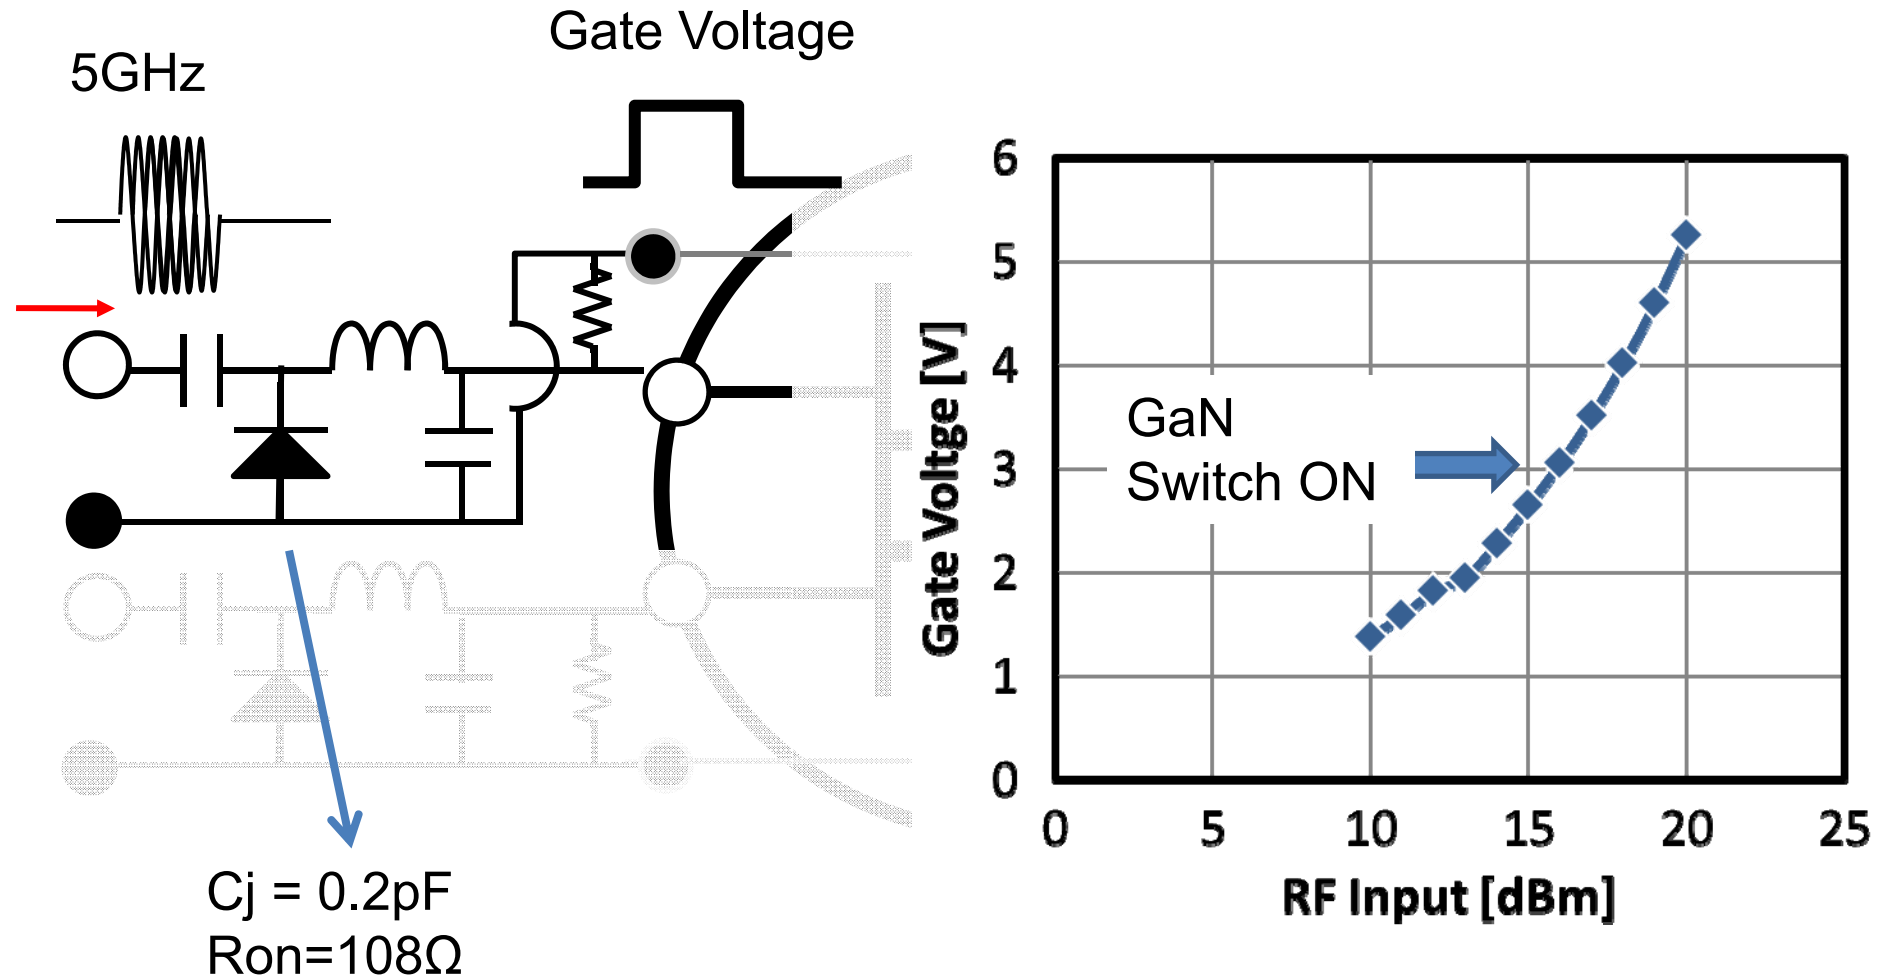 Gate Voltage
5GHz
Cj = 0.2pF
Ron=108Ω
6
5
4
3
2
1
0
Gate Voltge [V]
GaN
Switch ON
0 5 10 15 20 25
RF Input [dBm]